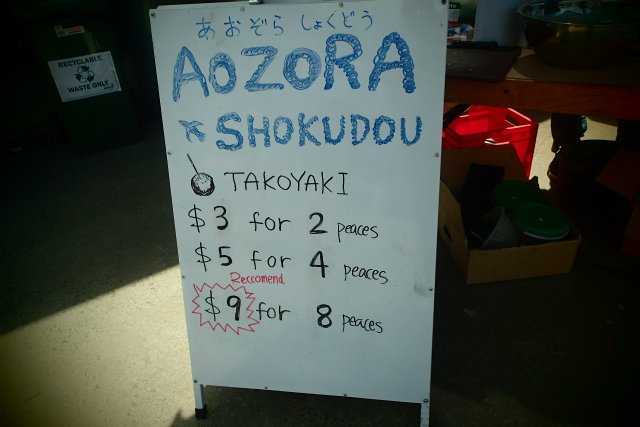 あおぞら しょくどう
AOZORA
SHOKUDOU
TAKOYAKI
$3 for 2 peaces
$5 for 4 peaces
Reccomend
$9 for 8 peaces
RECYCLABLE
WASTE ONLY